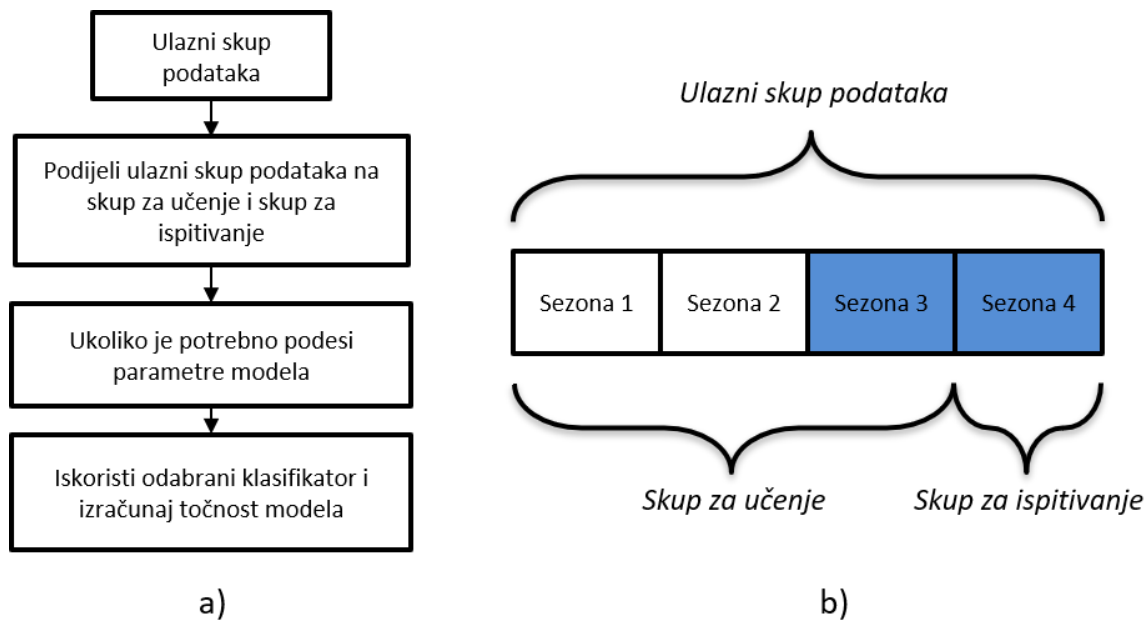 Ulazni skup
podataka
Podijeli ulazni skup podataka na
skup za učenje i skup za
ispitivanje
Ukoliko je potrebno podesi
parametre modela
Iskoristi odabrani klasifikator i
izračunaj točnost modela
a)
Ulazni skup podataka
Sezona 1
Sezona 2
Sezona 3
Sezona 4
Skup za učenje
Skup za ispitivanje
b)